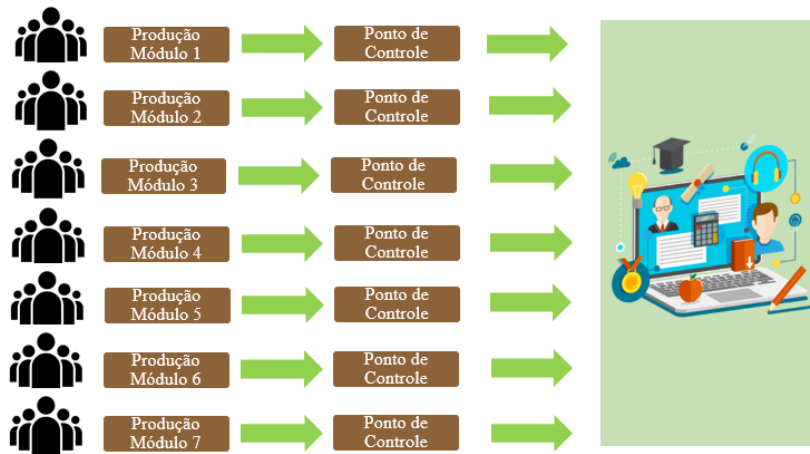 Produção
Módulo 1
Ponto de
Controle
Produção
Módulo 2
Ponto de
Controle
Produção
Módulo 3
Ponto de
Controle
Produção
Módulo 4
Ponto de
Controle
Produção
Módulo 5
Ponto de
Controle
Produção
Módulo 6
Ponto de
Controle
Produção
Módulo 7
Ponto de
Controle